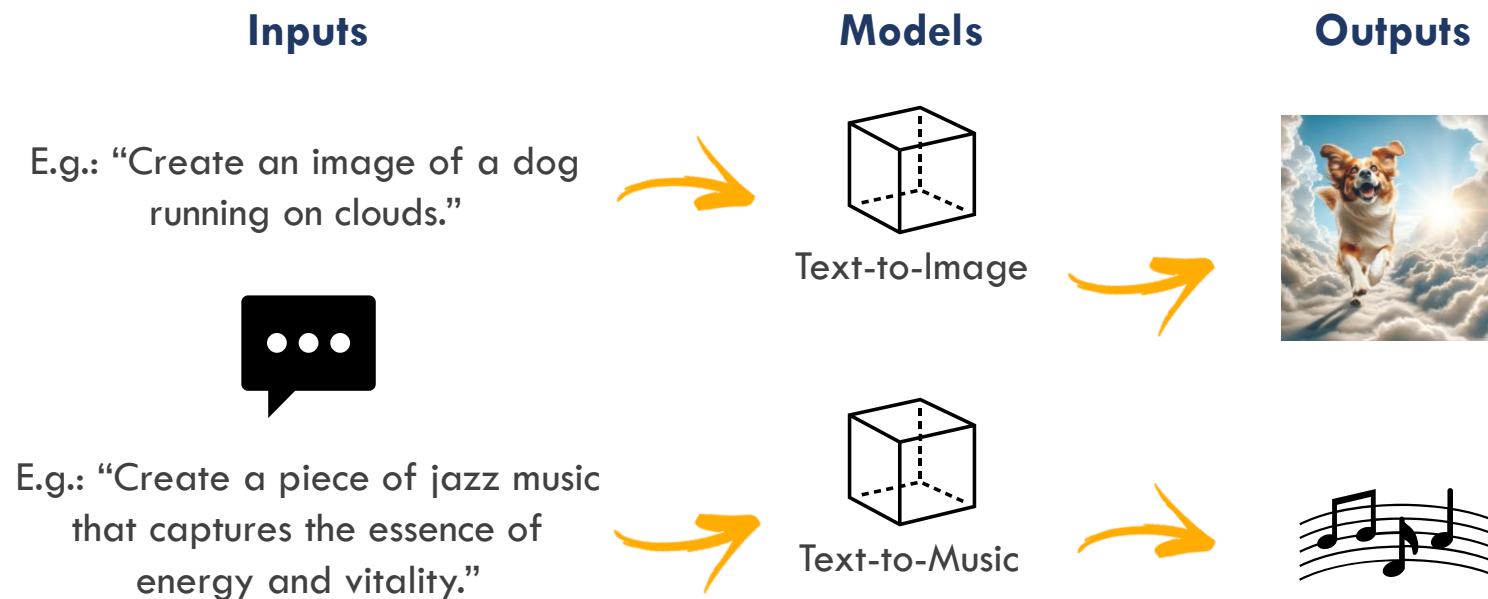 Inputs
Models
Outputs
E.g.: “Create an image of a dog
running on clouds.”
Text-to-Image
E.g.: “Create a piece of jazz music
that captures the essence of
energy and vitality.”
Text-to-Music